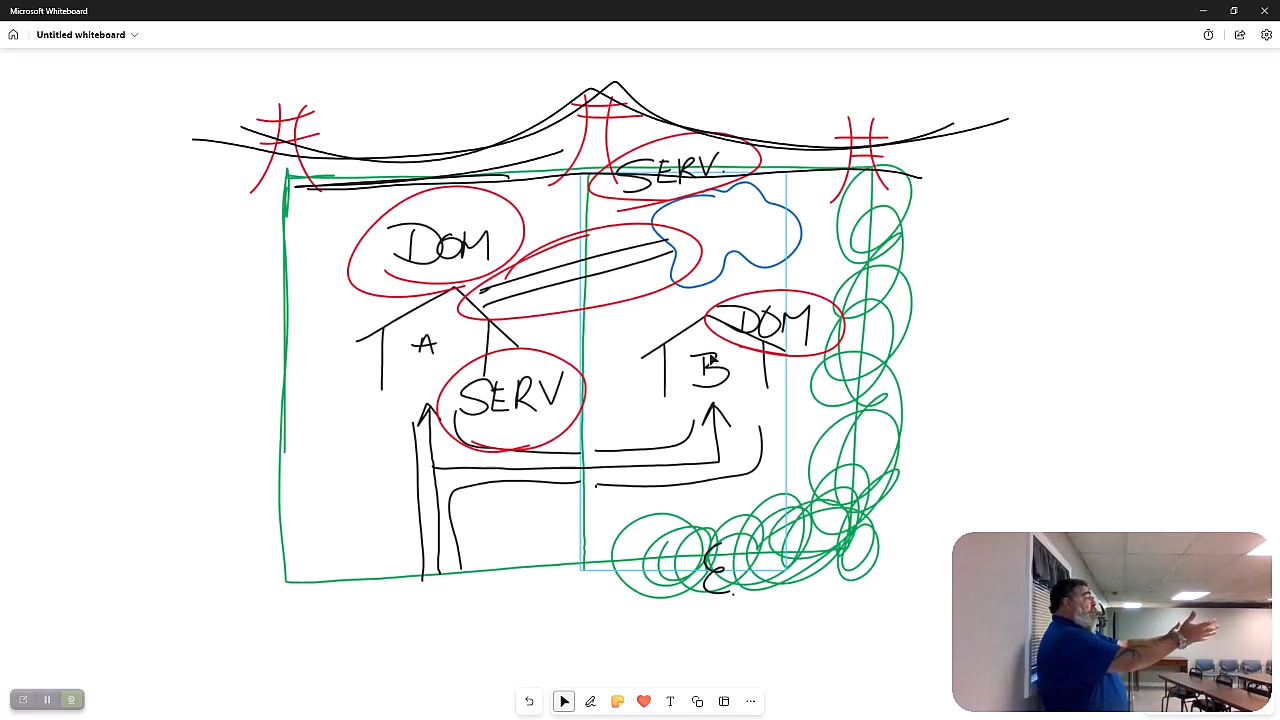 Microsoft Whiteboard
Untitled whiteboard
SERV.
DOM
DOM
A
B
SERV
E.
T